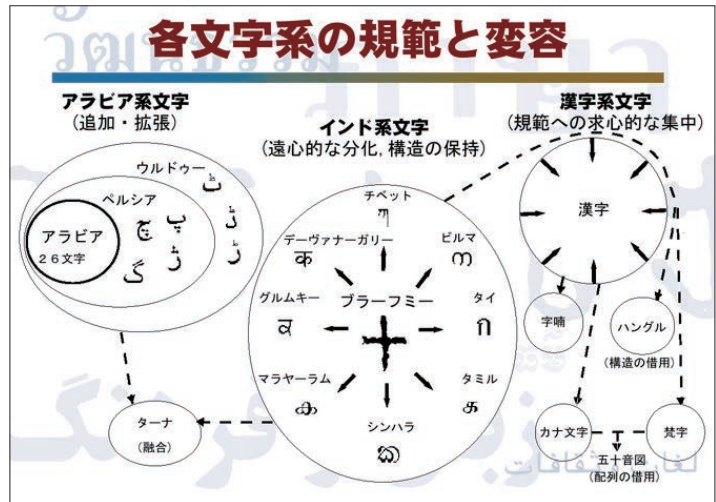 各文字系の規範と変容
アラビア系文字
(追加・拡張)
ウルドゥー
ٹ
ڈ
ڑ
ペルシア
چ
پ
گ
ژ
アラビア
26文字
ターナ
(融合)
インド系文字
(遠心的な分化, 構造の保持)
チベット
ཀ
デーヴァナーガリー
क
ビルマ
က
グルムキー
ਕ
ブラーフミー
𑀓
タイ
ก
マラヤーラム
ക
タミル
க
シンハラ
ක
漢字系文字
(規範への求心的な集中)
漢字
字喃
ハングル
(構造の借用)
カナ文字
梵字
五十音図
(配列の借用)